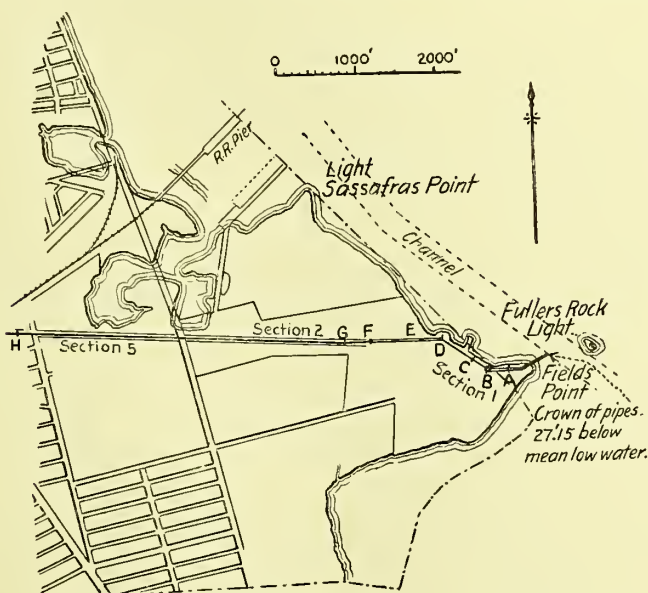 0 1000' 2000'
R.R. Pier
Light
Sassafras Point
Channel
Fullers Rock
Light
Section 2 G F E
H Section 5
D
C
B A
Section 1
Fields
Point
Crown of pipes.
27.'15 below
mean low water.